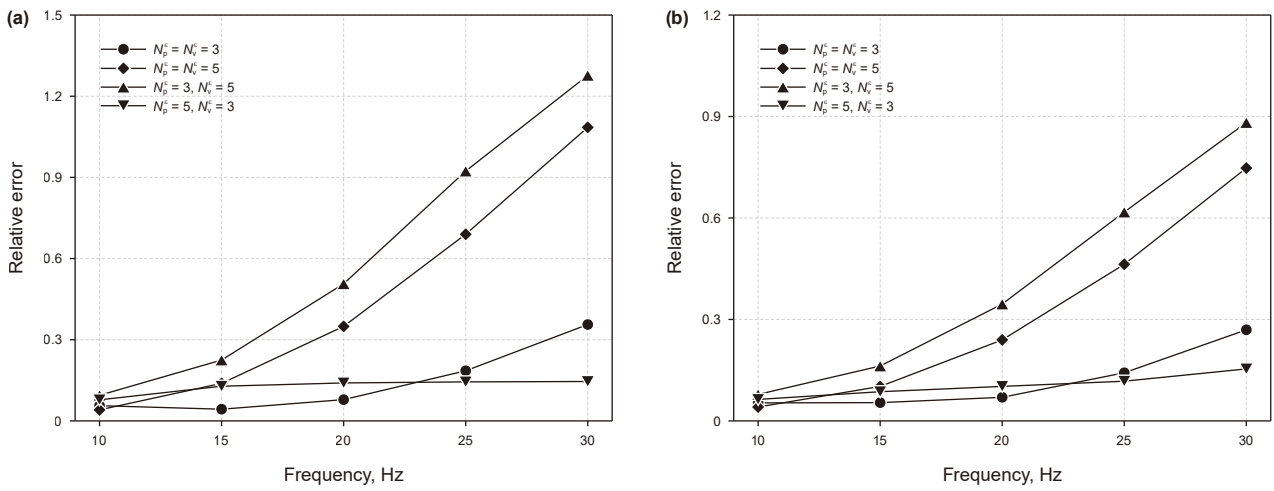 (a)
1.5
1.2
0.9
0.6
0.3
0
Relative error
N_p^ε = N_v^ε = 3
N_p^ε = N_v^ε = 5
N_p^ε = 3, N_v^ε = 5
N_p^ε = 5, N_v^ε = 3
10 15 20 25 30
Frequency, Hz
(b)
1.2
0.9
0.6
0.3
0
Relative error
N_p^ε = N_v^ε = 3
N_p^ε = N_v^ε = 5
N_p^ε = 3, N_v^ε = 5
N_p^ε = 5, N_v^ε = 3
10 15 20 25 30
Frequency, Hz